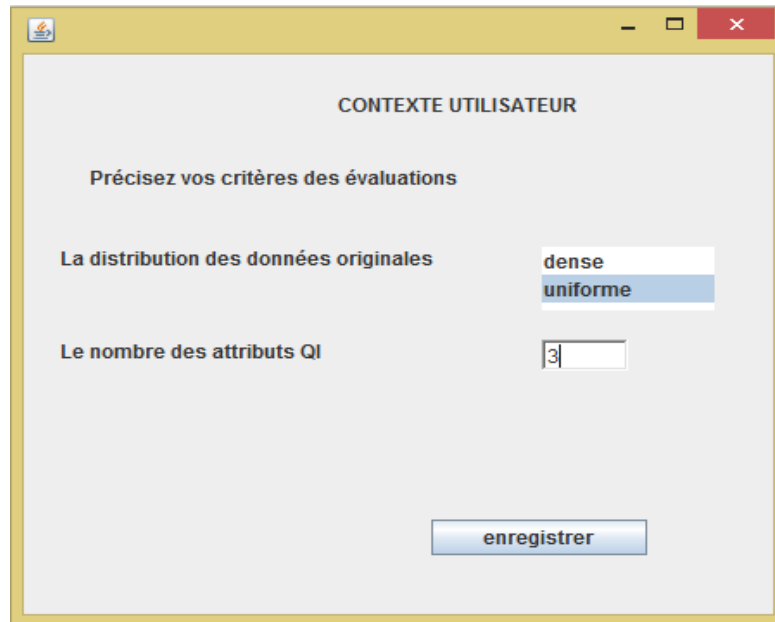 CONTEXTE UTILISATEUR
Précisez vos critères des évaluations
La distribution des données originales
dense
uniforme
Le nombre des attributs QI
3
enregistrer